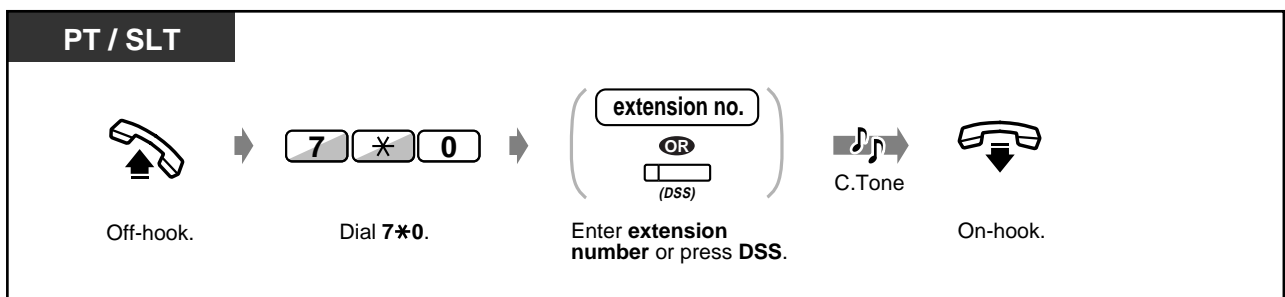 PT / SLT
extension no.
OR
(DSS)
7 * 0
C.Tone
Off-hook.
Dial 7*0.
Enter extension
number or press DSS.
On-hook.